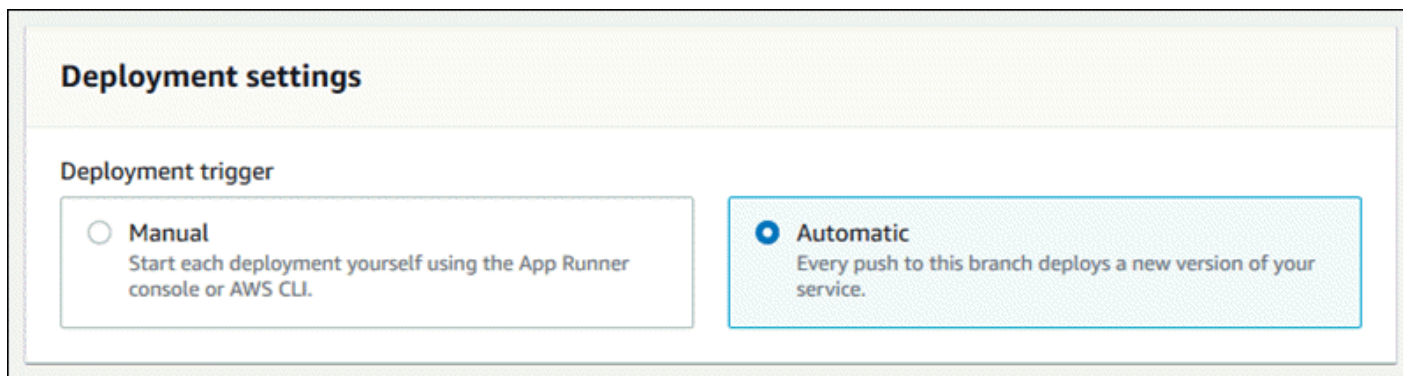 Deployment settings
Deployment trigger
Manual
Start each deployment yourself using the App Runner
console or AWS CLI.
Automatic
Every push to this branch deploys a new version of your
service.